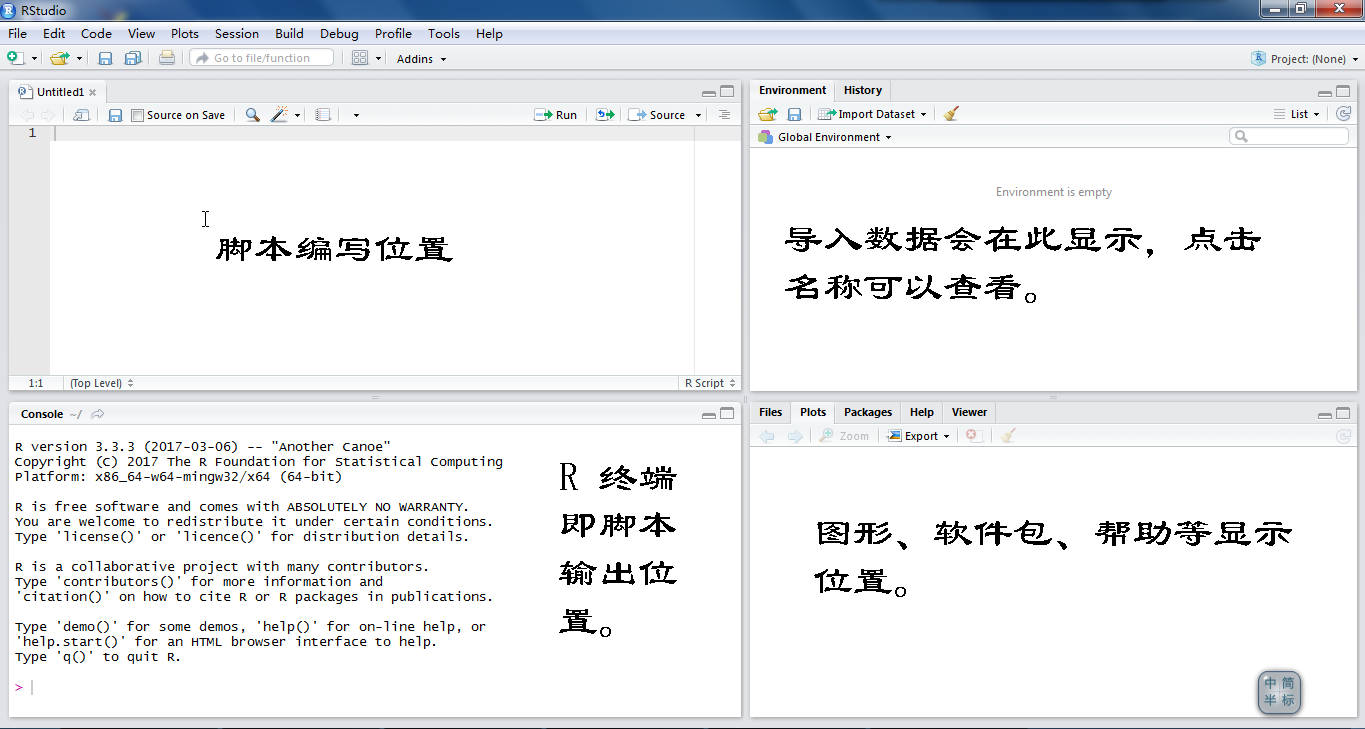 RStudio
File Edit Code View Plots Session Build Debug Profile Tools Help
Go to file/function Addins Project: (None)
Untitled1
Source on Save Run Source
1
脚本编写位置
1:1 (Top Level) R Script
Environment History
Import Dataset List
Global Environment
Environment is empty
导入数据会在此显示，点击
名称可以查看。
Console ~/
R version 3.3.3 (2017-03-06) -- "Another Canoe"
Copyright (C) 2017 The R Foundation for Statistical Computing
Platform: x86_64-w64-mingw32/x64 (64-bit)
R is free software and comes with ABSOLUTELY NO WARRANTY.
You are welcome to redistribute it under certain conditions.
Type 'license()' or 'licence()' for distribution details.
R is a collaborative project with many contributors.
Type 'contributors()' for more information and
'citation()' on how to cite R or R packages in publications.
Type 'demo()' for some demos, 'help()' for on-line help, or
'help.start()' for an HTML browser interface to help.
Type 'q()' to quit R.
>
R 终端
即脚本
输出位
置。
Files Plots Packages Help Viewer
Zoom Export
图形、软件包、帮助等显示
位置。
中 简
半 标